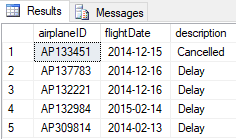 Results Messages
airplaneID flightDate description
1 AP133451 2014-12-15 Cancelled
2 AP137783 2014-12-16 Delay
3 AP132221 2014-12-16 Delay
4 AP132984 2015-02-14 Delay
5 AP309814 2014-02-13 Delay